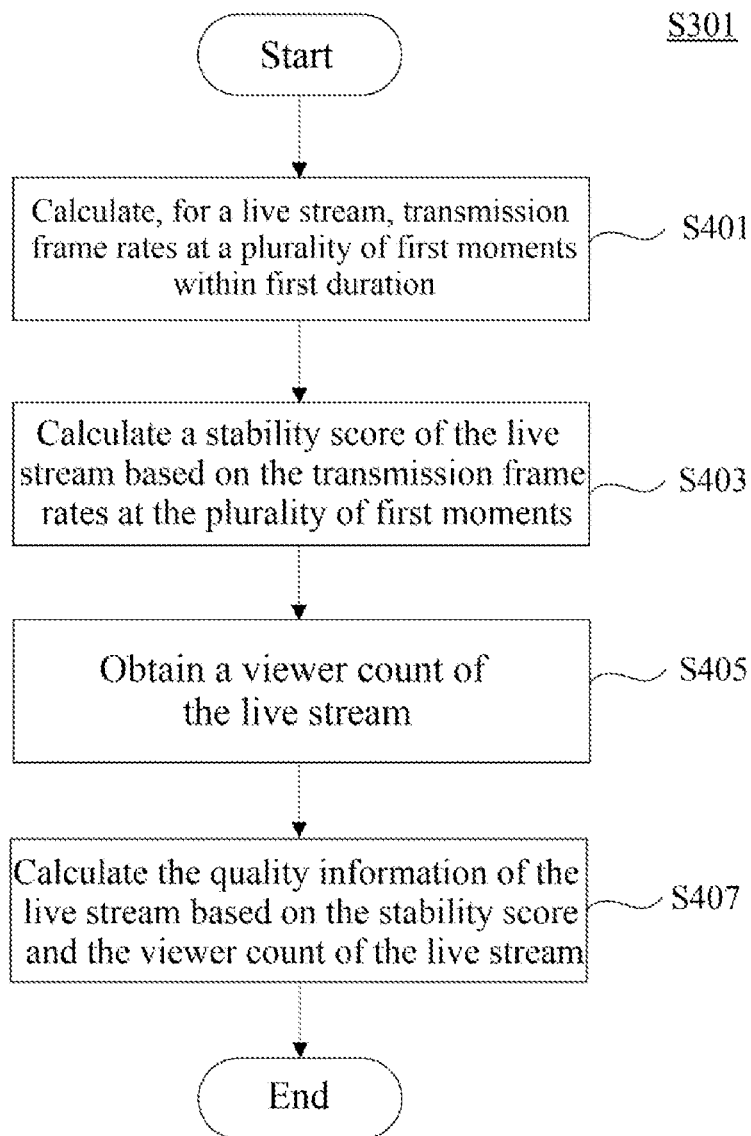 S301
Start
Calculate, for a live stream, transmission
frame rates at a plurality of first moments
within first duration
S401
Calculate a stability score of the live
stream based on the transmission frame
rates at the plurality of first moments
S403
Obtain a viewer count of
the live stream
S405
Calculate the quality information of the
live stream based on the stability score
and the viewer count of the live stream
S407
End